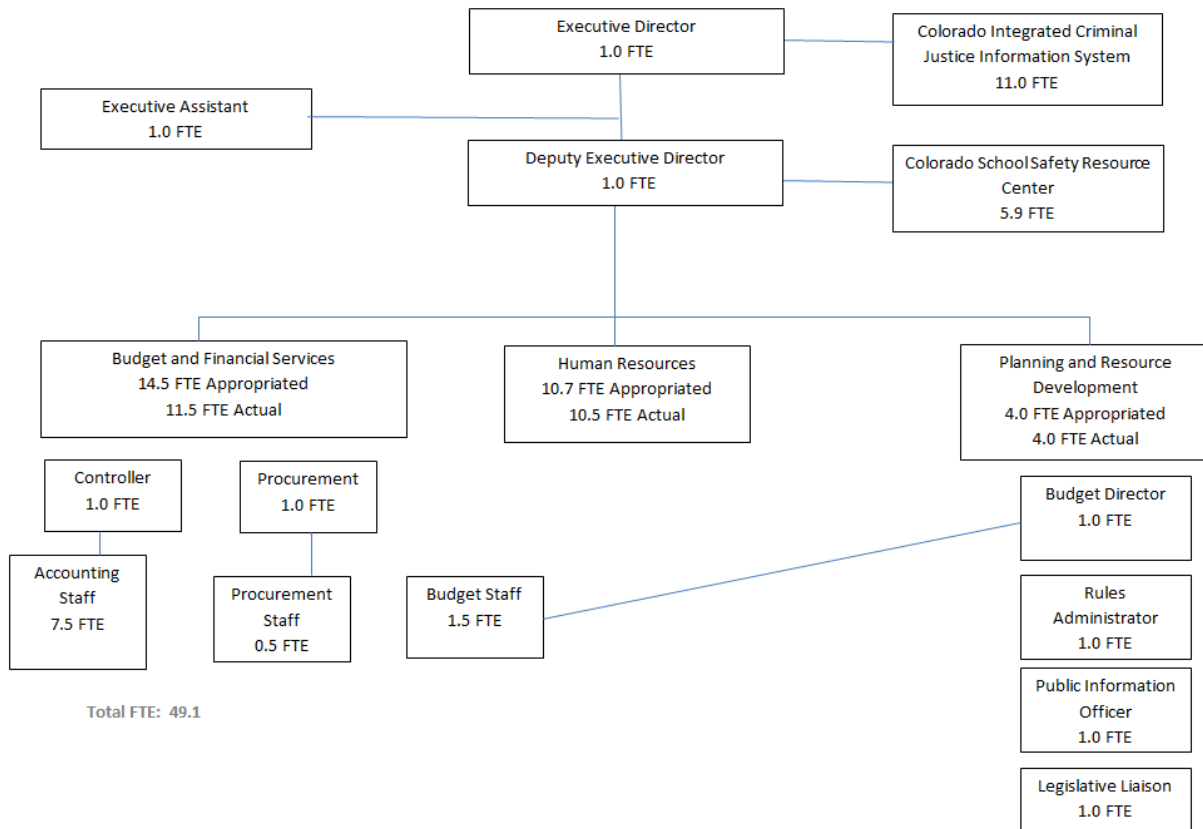 Executive Director
1.0 FTE
Colorado Integrated Criminal
Justice Information System
11.0 FTE
Executive Assistant
1.0 FTE
Deputy Executive Director
1.0 FTE
Colorado School Safety Resource
Center
5.9 FTE
Budget and Financial Services
14.5 FTE Appropriated
11.5 FTE Actual
Human Resources
10.7 FTE Appropriated
10.5 FTE Actual
Planning and Resource
Development
4.0 FTE Appropriated
4.0 FTE Actual
Controller
1.0 FTE
Procurement
1.0 FTE
Budget Director
1.0 FTE
Accounting
Staff
7.5 FTE
Procurement
Staff
0.5 FTE
Budget Staff
1.5 FTE
Rules
Administrator
1.0 FTE
Public Information
Officer
1.0 FTE
Total FTE: 49.1
Legislative Liaison
1.0 FTE